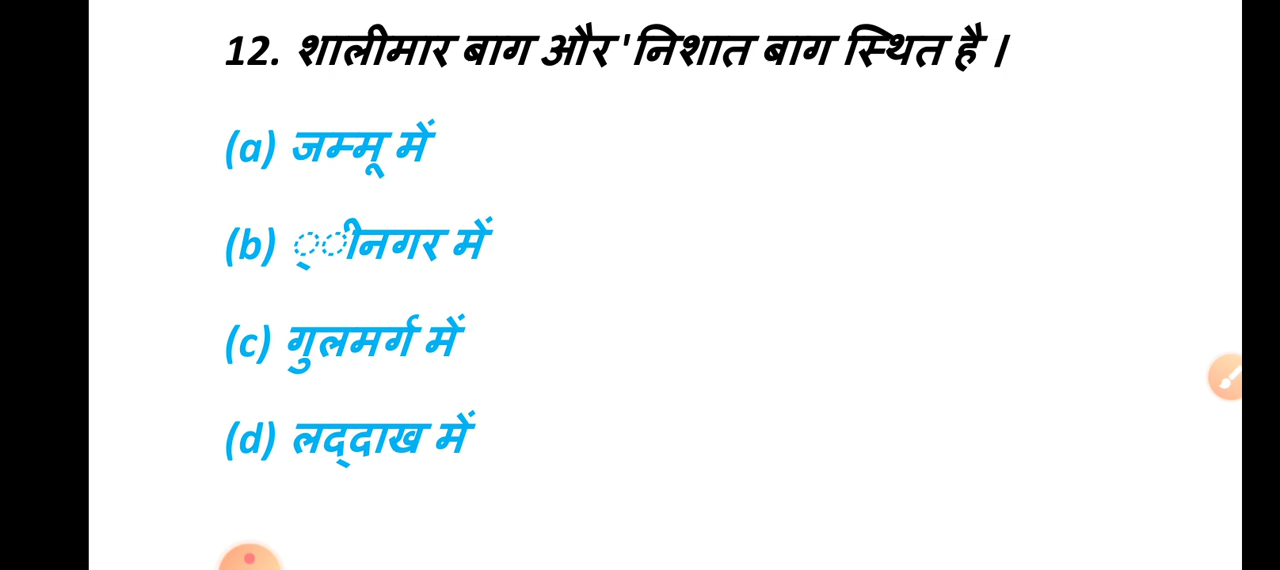 12. शालीमार बाग और 'निशात बाग स्थित है ।
(a) जम्मू में
(b) ्ीनगर में
(c) गुलमर्ग में
(d) लद्दाख में